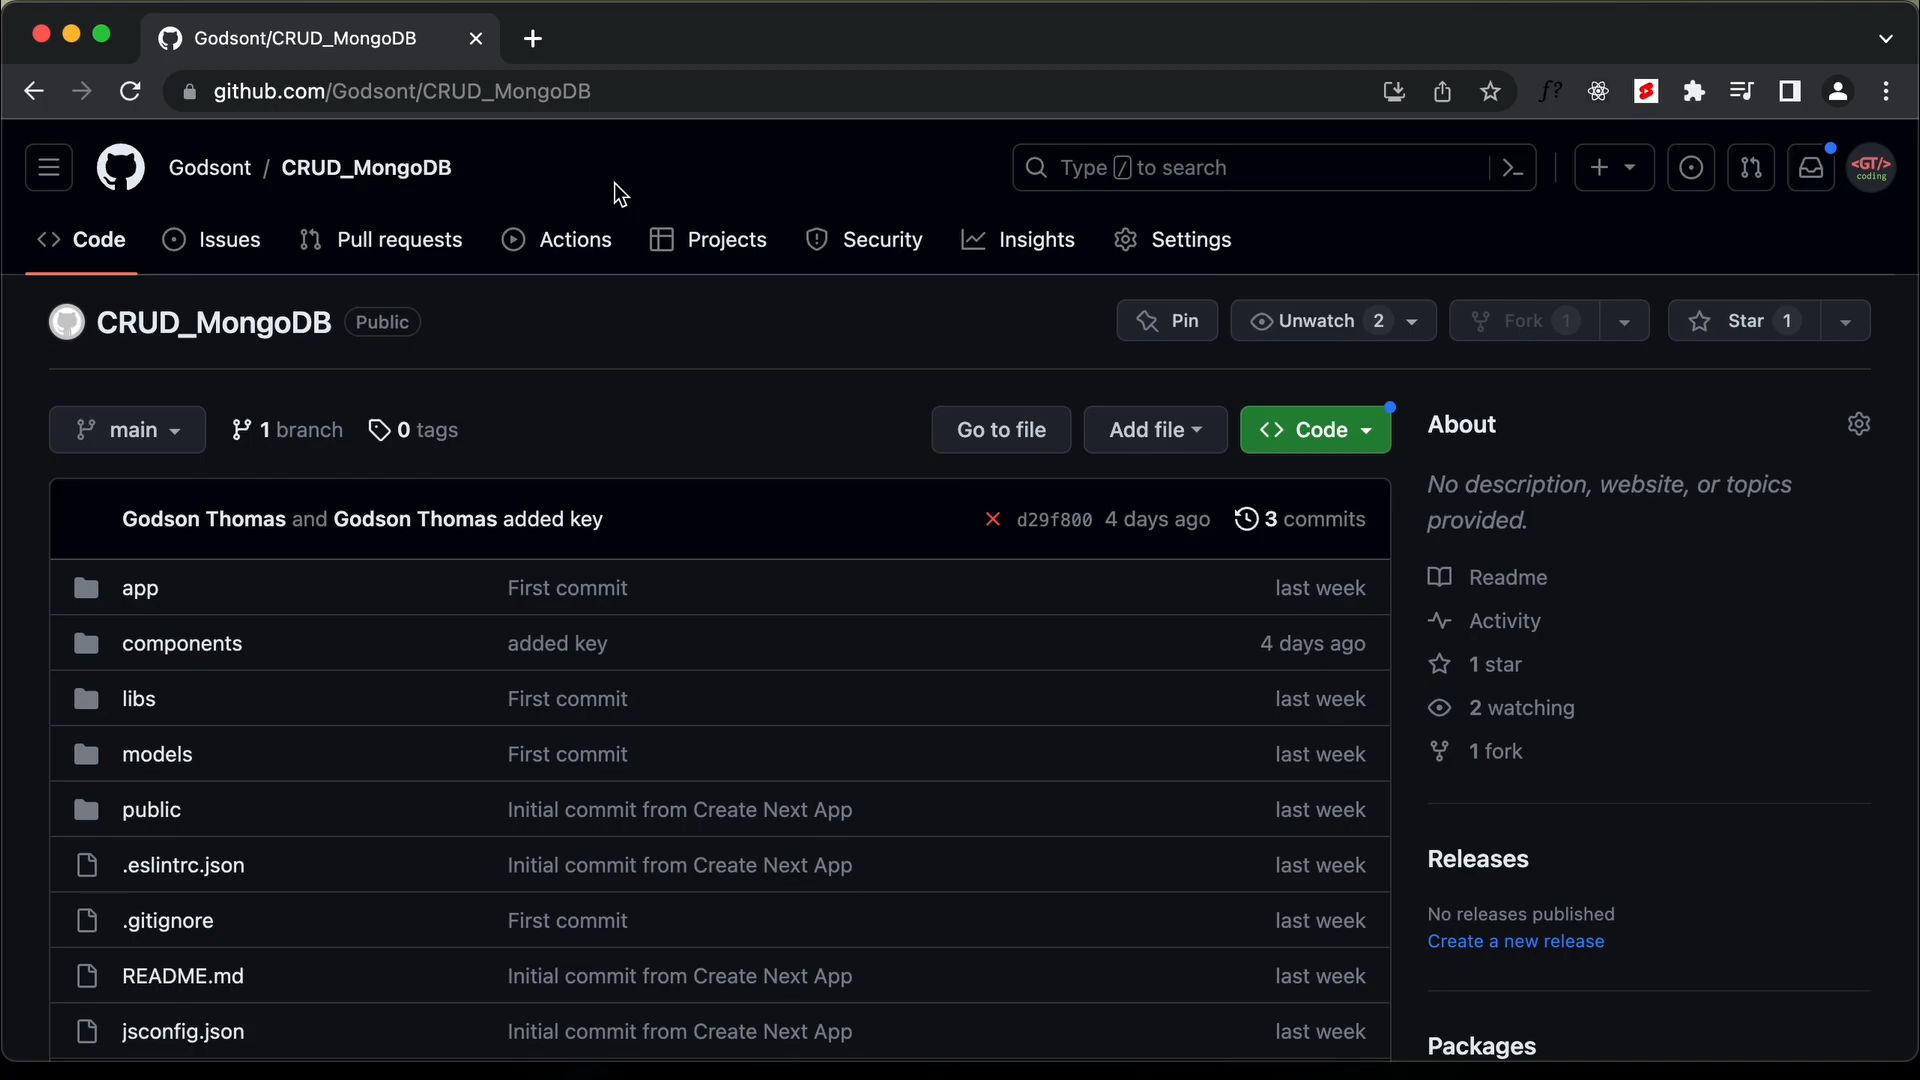 Godsont/CRUD_MongoDB
github.com/Godsont/CRUD_MongoDB
f?
Godsont / CRUD_MongoDB
Type / to search
<GT/>
coding
Code Issues Pull requests Actions Projects Security Insights Settings
CRUD_MongoDB Public
Pin Unwatch 2 Fork 1 Star 1
main 1 branch 0 tags Go to file Add file Code
About
No description, website, or topics
provided.
Godson Thomas and Godson Thomas added key d29f800 4 days ago 3 commits
app First commit last week
components added key 4 days ago
libs First commit last week
models First commit last week
public Initial commit from Create Next App last week
.eslintrc.json Initial commit from Create Next App last week
.gitignore First commit last week
README.md Initial commit from Create Next App last week
jsconfig.json Initial commit from Create Next App last week
Readme
Activity
1 star
2 watching
1 fork
Releases
No releases published
Create a new release
Packages